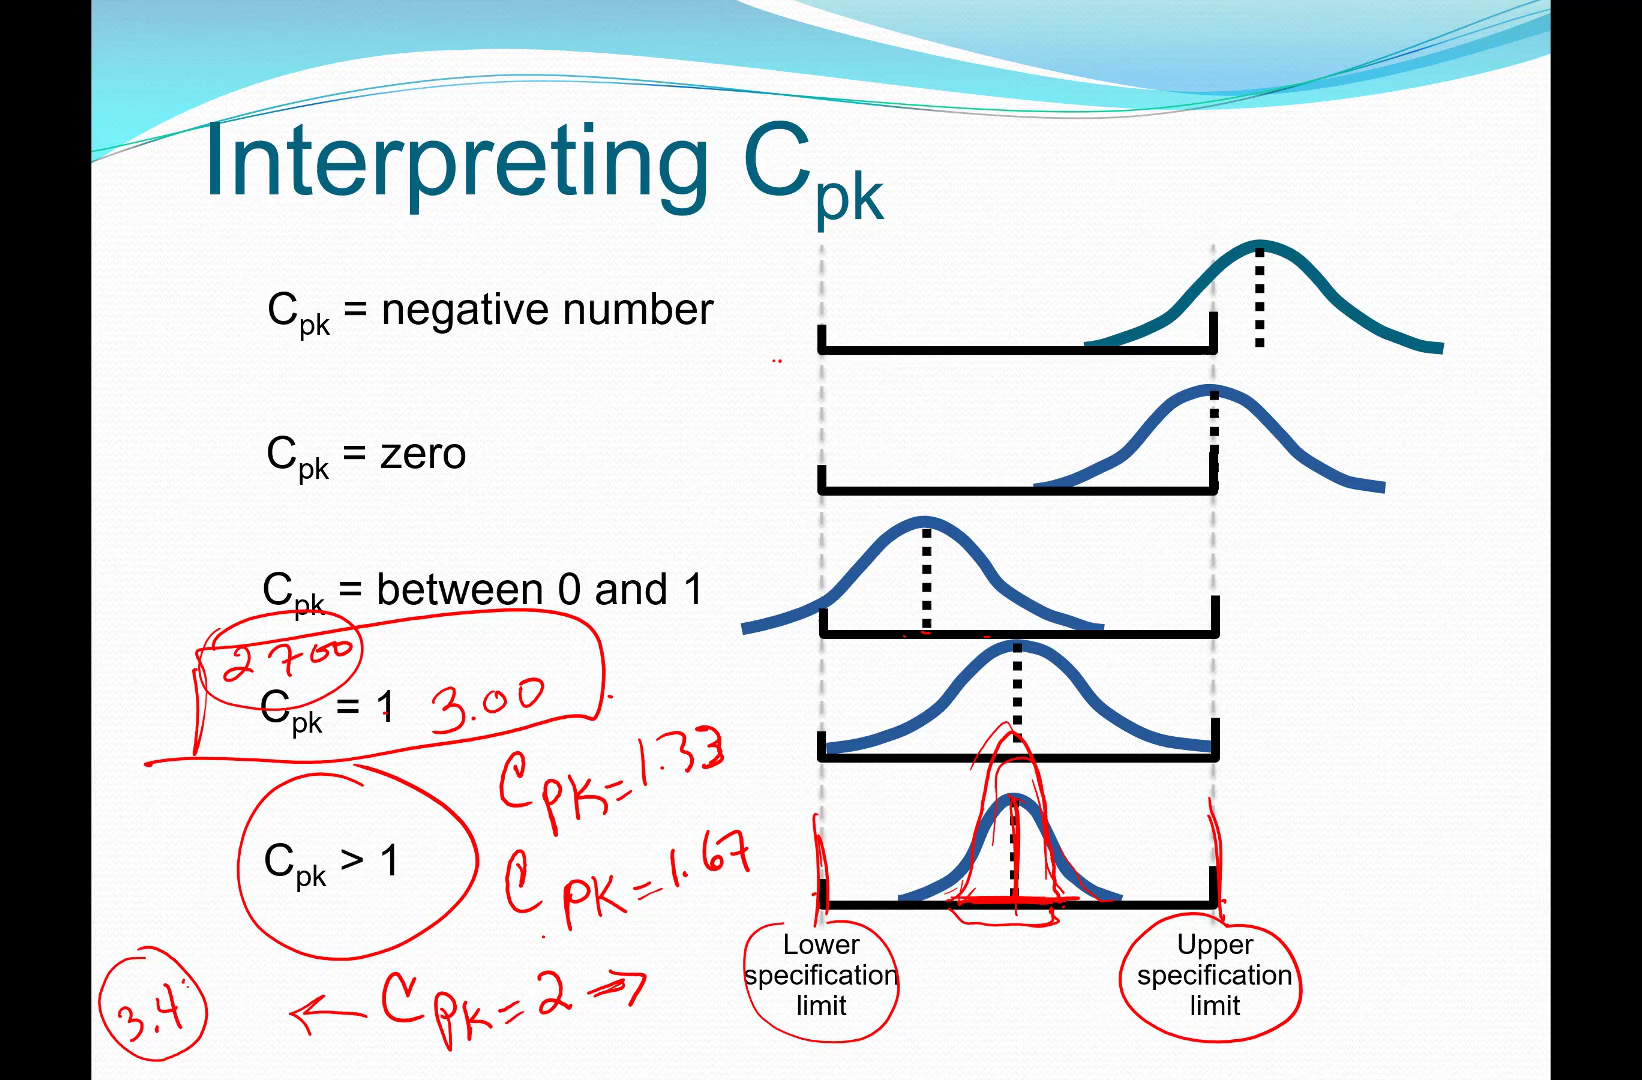 Interpreting Cpk
Cpk = negative number
Cpk = zero
Cpk = between 0 and 1
2700
Cpk = 1 3.00
Cpk = 1.33
Cpk > 1
Cpk = 1.67
3.4
Cpk = 2
Lower
specification
limit
Upper
specification
limit